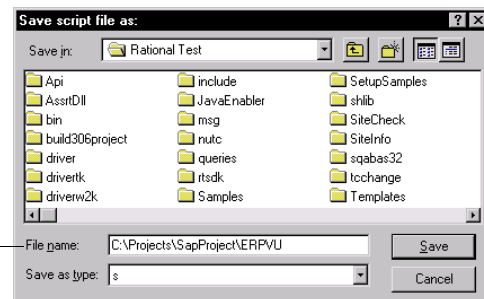 Save script file as:
Save in: Rational Test
Api
AssrtDll
bin
build306project
driver
drivertk
driverw2k
include
JavaEnabler
msg
nutc
queries
rtsdk
Samples
SetupSamples
shlib
SiteCheck
SiteInfo
sqabas32
tcchange
Templates
File name: C:\Projects\SapProject\ERPVU
Save
Save as type: s
Cancel